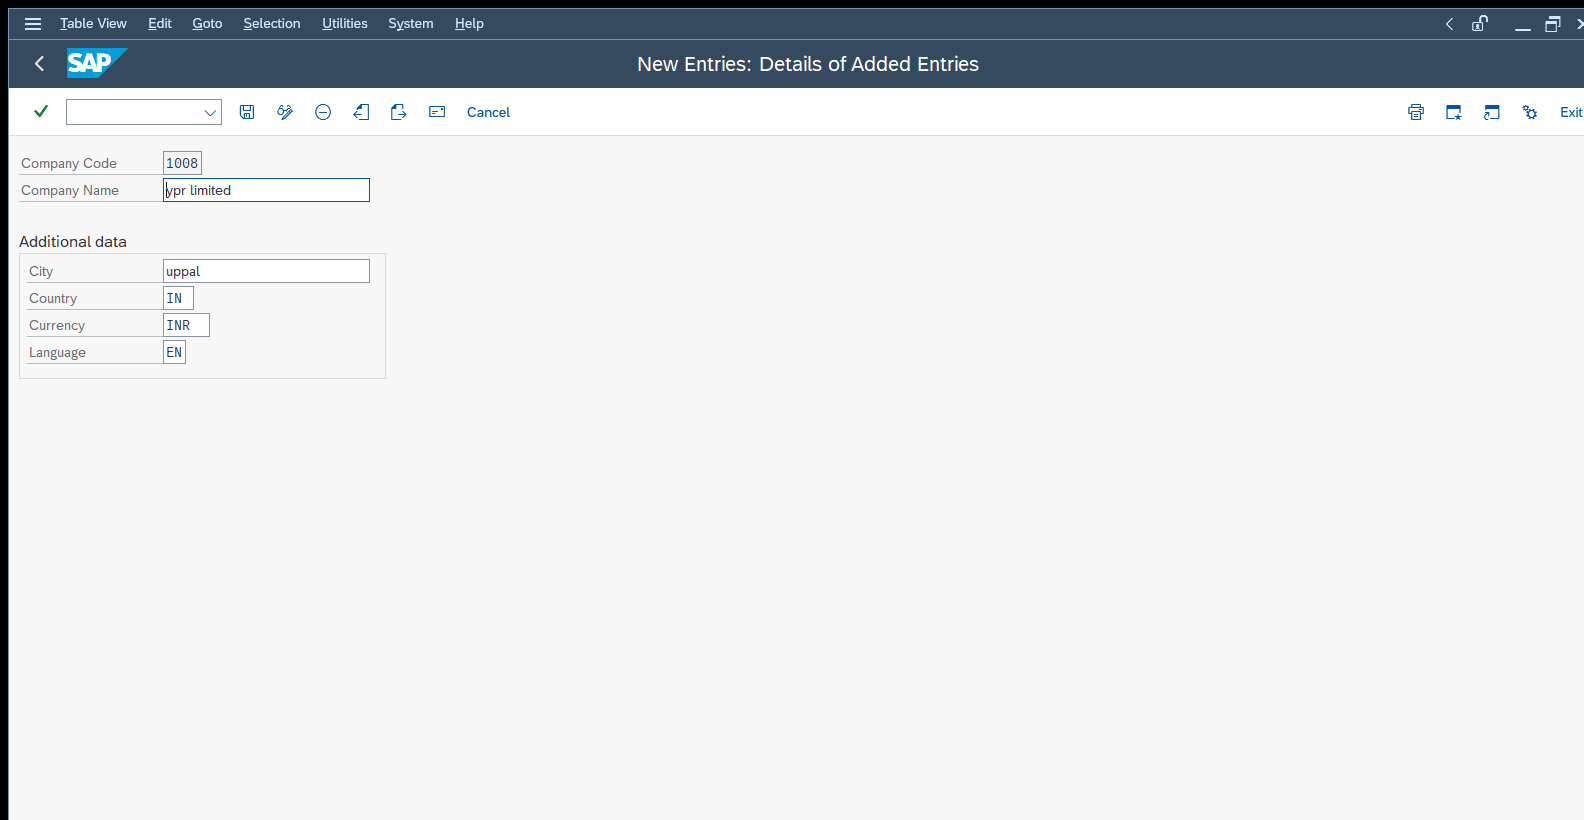 Table View Edit Goto Selection Utilities System Help
SAP New Entries: Details of Added Entries
Cancel Exit
Company Code 1008
Company Name ypr limited
Additional data
City uppal
Country IN
Currency INR
Language EN